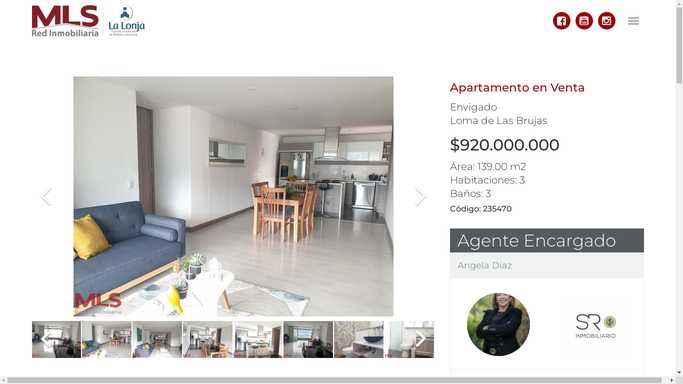 MLS
Red Inmobiliaria
La Lonja
Apartamento en Venta
Envigado
Loma de Las Brujas
$920.000.000
Área: 139.00 m2
Habitaciones: 3
Baños: 3
Código: 235470
MLS
Agente Encargado
Angela Diaz
SR
INMOBILIARIO